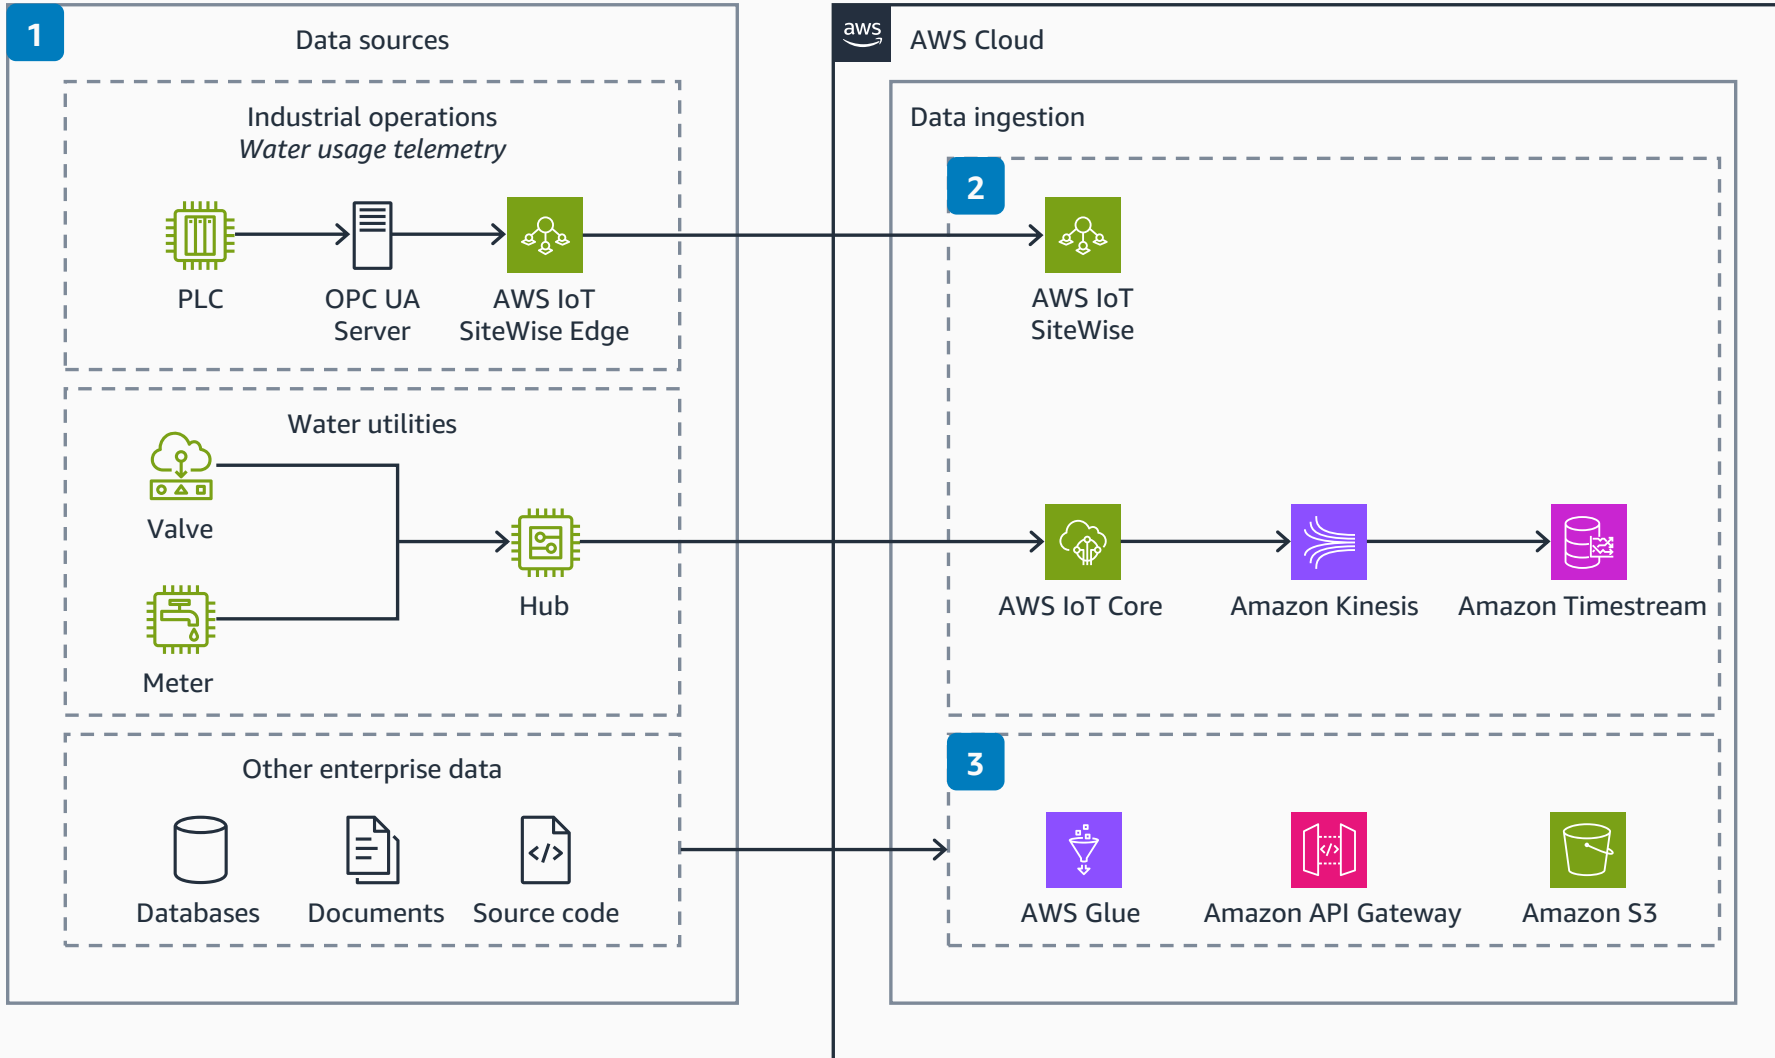 1
Data sources
Industrial operations
Water usage telemetry
PLC
OPC UA
Server
AWS IoT
SiteWise Edge
Water utilities
Valve
Meter
Hub
Other enterprise data
Databases
Documents
</>
Source code
aws
AWS Cloud
Data ingestion
2
AWS IoT
SiteWise
AWS IoT Core
Amazon Kinesis
Amazon Timestream
3
AWS Glue
</>
Amazon API Gateway
Amazon S3